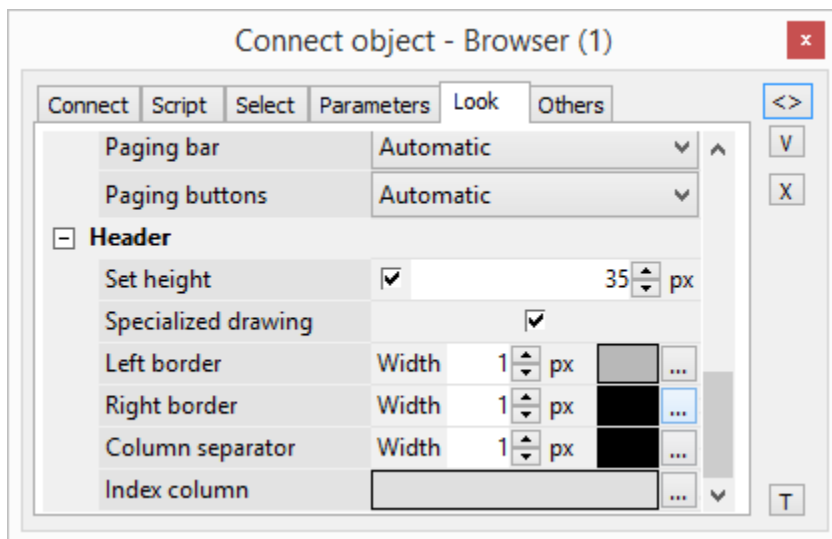 Connect object - Browser (1) x
Connect Script Select Parameters Look Others <>
Paging bar Automatic V
Paging buttons Automatic X
Header
Set height 35 px
Specialized drawing
Left border Width 1 px ...
Right border Width 1 px ...
Column separator Width 1 px ...
Index column ... T